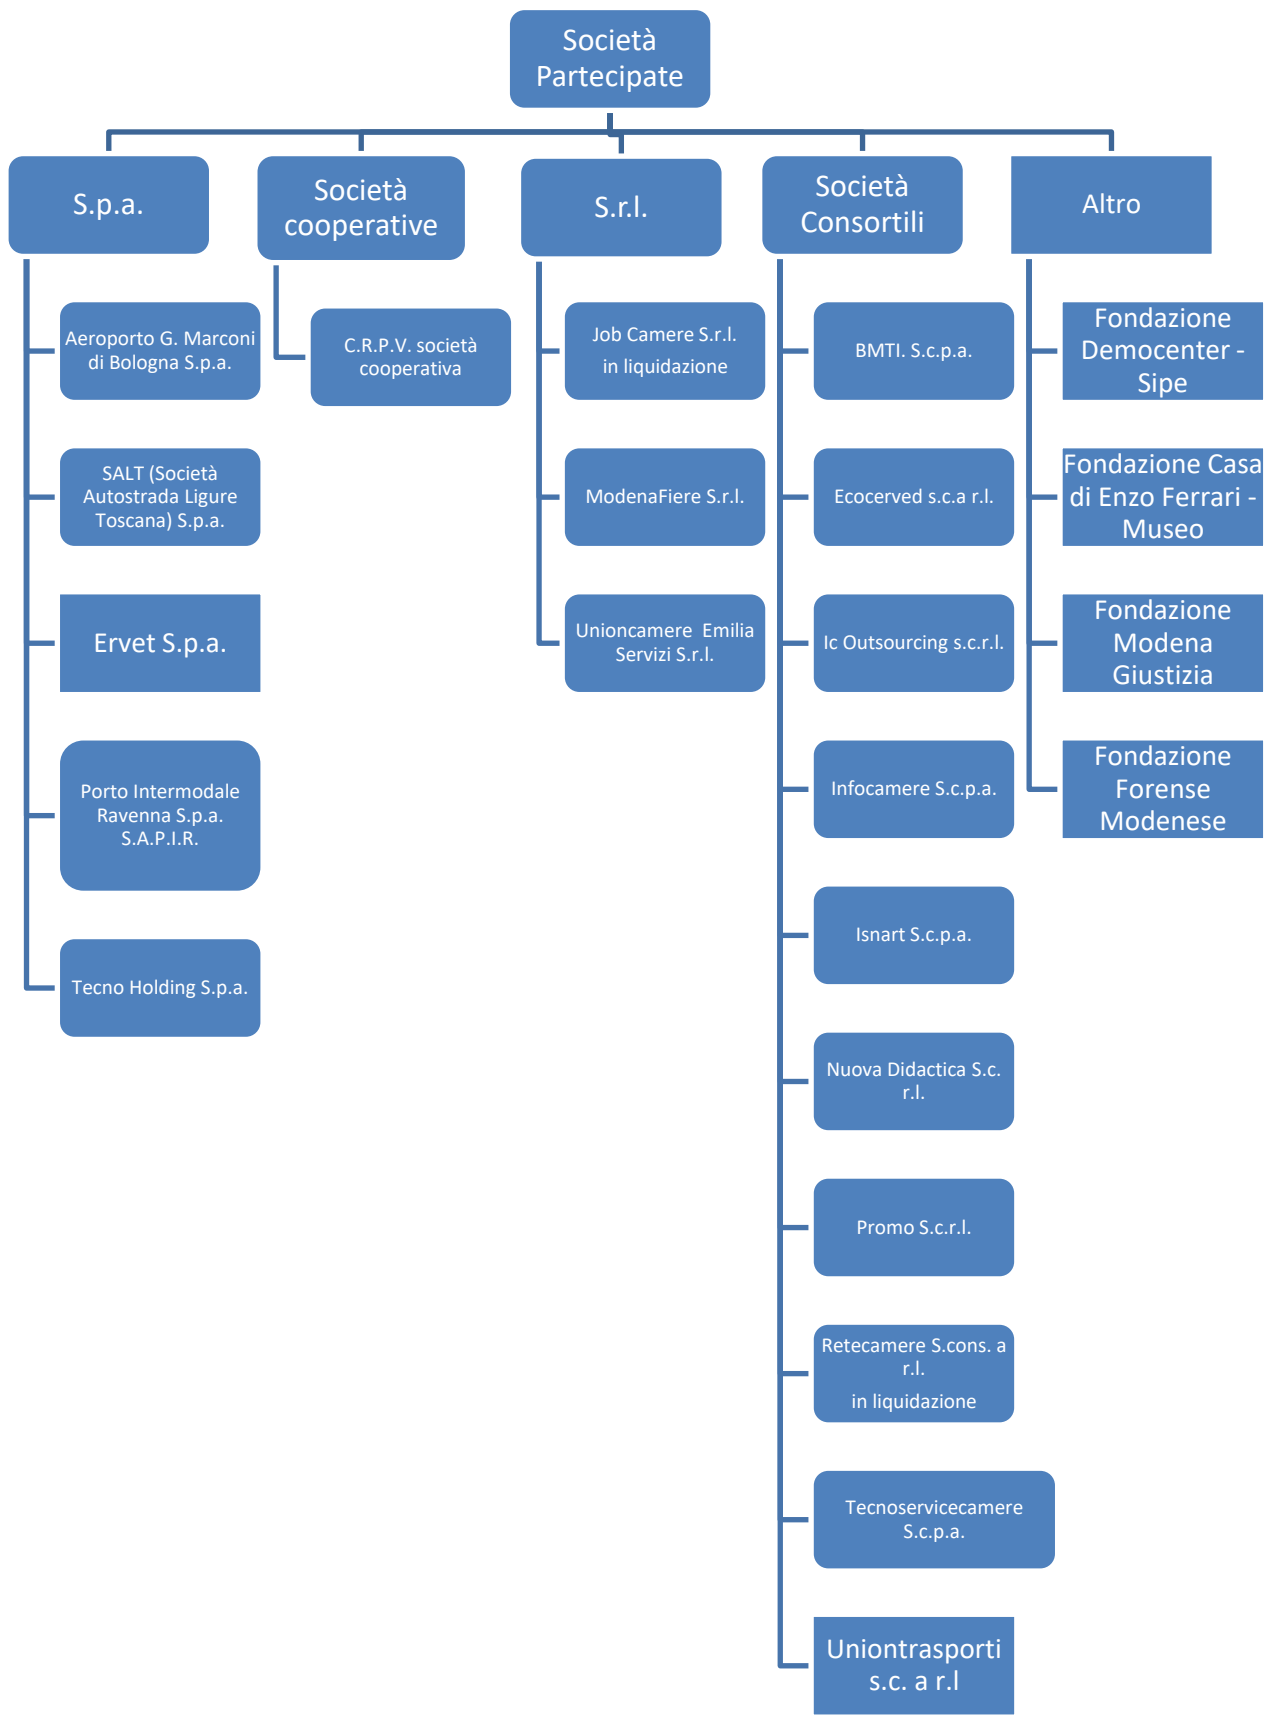 Società
Partecipate
S.p.a.
Aeroporto G. Marconi
di Bologna S.p.a.
SALT (Società
Autostrada Ligure
Toscana) S.p.a.
Ervet S.p.a.
Porto Intermodale
Ravenna S.p.a.
S.A.P.I.R.
Tecno Holding S.p.a.
Società
cooperative
C.R.P.V. società
cooperativa
S.r.l.
Job Camere S.r.l.
in liquidazione
ModenaFiere S.r.l.
Unioncamere Emilia
Servizi S.r.l.
Società
Consortili
BMTI. S.c.p.a.
Ecocerved s.c.a r.l.
Ic Outsourcing s.c.r.l.
Infocamere S.c.p.a.
Isnart S.c.p.a.
Nuova Didactica S.c.
r.l.
Promo S.c.r.l.
Retecamere S.cons. a
r.l.
in liquidazione
Tecnoservicecamere
S.c.p.a.
Uniontrasporti
s.c. a r.l
Altro
Fondazione
Democenter -
Sipe
Fondazione Casa
di Enzo Ferrari -
Museo
Fondazione
Modena
Giustizia
Fondazione
Forense
Modenese